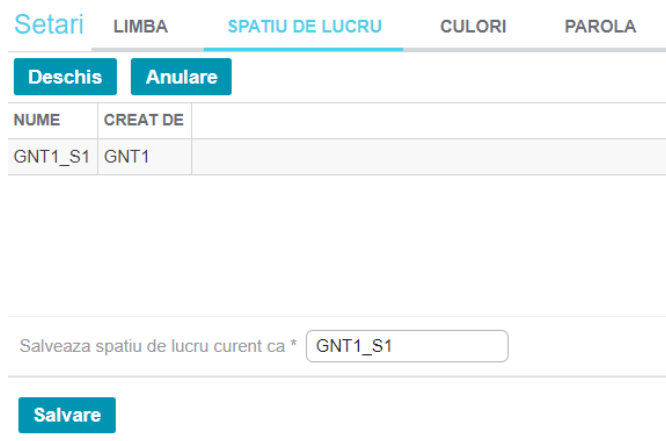 Setari LIMBA SPATIU DE LUCRU CULORI PAROLA
Deschis Anulare
NUME CREAT DE
GNT1_S1 GNT1
Salveaza spatiu de lucru curent ca * GNT1_S1
Salvare